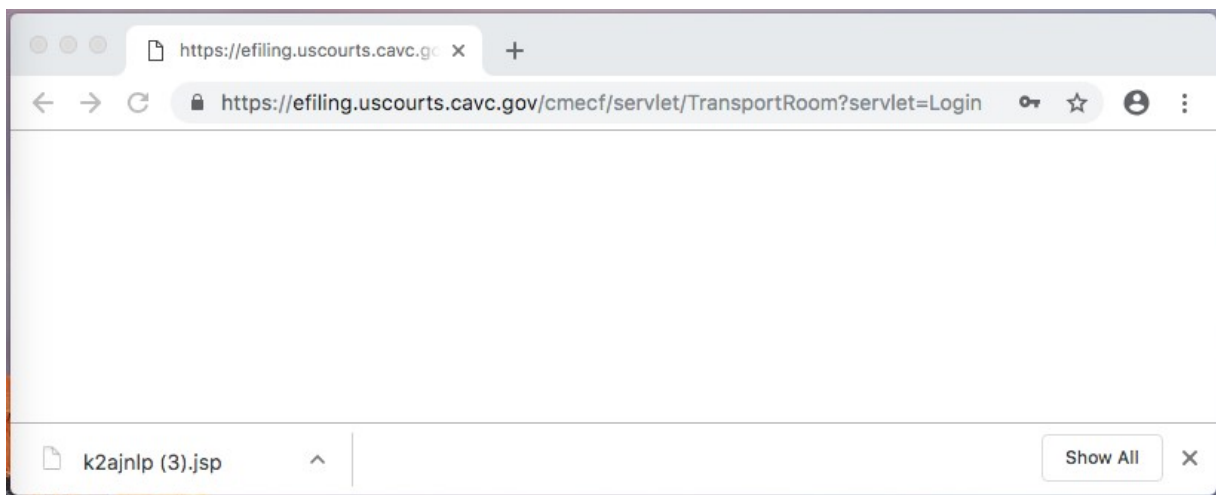 https://efiling.uscourts.cavc.gc
https://efiling.uscourts.cavc.gov/cmecf/servlet/TransportRoom?servlet=Login
k2ajnlp (3).jsp
Show All